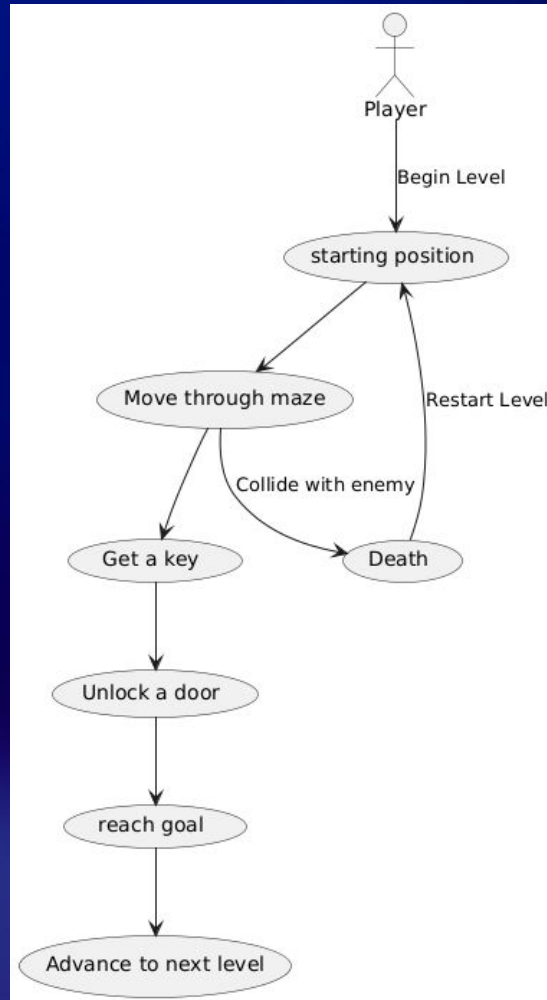 Player
Begin Level
starting position
Move through maze
Restart Level
Collide with enemy
Get a key
Death
Unlock a door
reach goal
Advance to next level